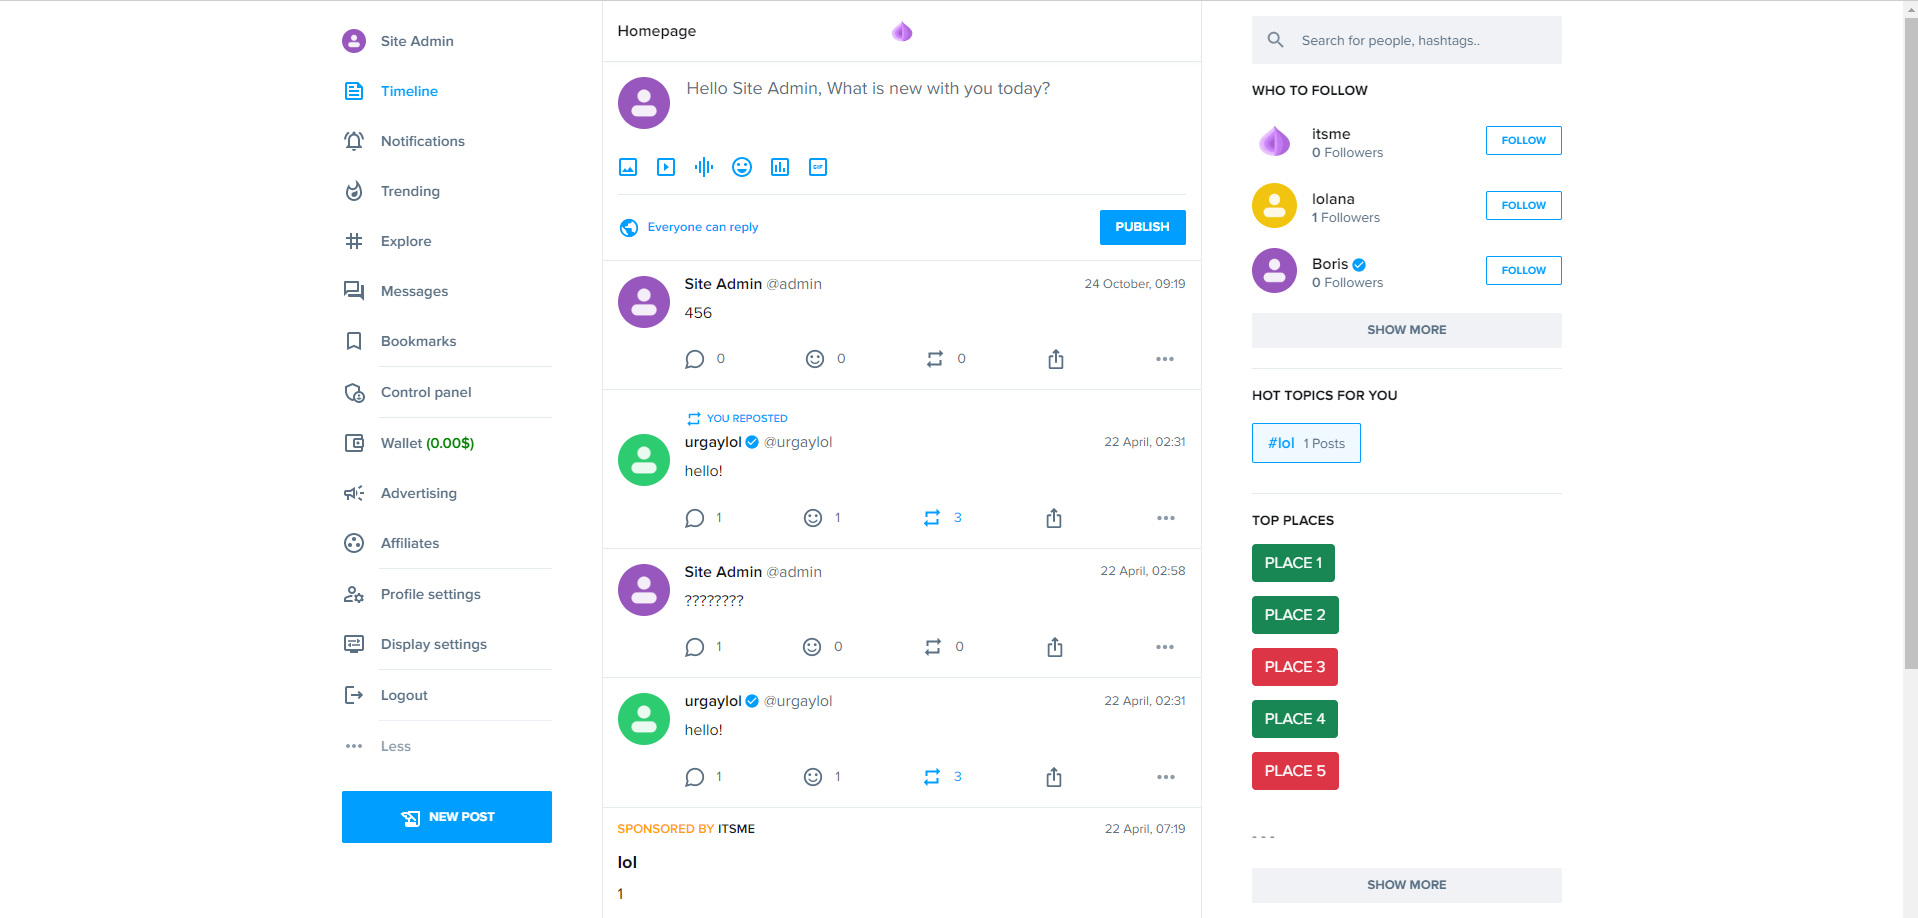 Site Admin
Timeline
Notifications
Trending
Explore
Messages
Bookmarks
Control panel
Wallet (0.00$)
Advertising
Affiliates
Profile settings
Display settings
Logout
Less
NEW POST
Homepage
Hello Site Admin, What is new with you today?
GIF
Everyone can reply
PUBLISH
Site Admin @admin
24 October, 09:19
456
0 0 0
YOU REPOSTED
urgaylol @urgaylol
22 April, 02:31
hello!
1 1 3
Site Admin @admin
22 April, 02:58
????????
1 0 0
urgaylol @urgaylol
22 April, 02:31
hello!
1 1 3
SPONSORED BY ITSME
22 April, 07:19
lol
1
Search for people, hashtags..
WHO TO FOLLOW
itsme
0 Followers
FOLLOW
lolana
1 Followers
FOLLOW
Boris
0 Followers
FOLLOW
SHOW MORE
HOT TOPICS FOR YOU
#lol 1 Posts
TOP PLACES
PLACE 1
PLACE 2
PLACE 3
PLACE 4
PLACE 5
- - -
SHOW MORE